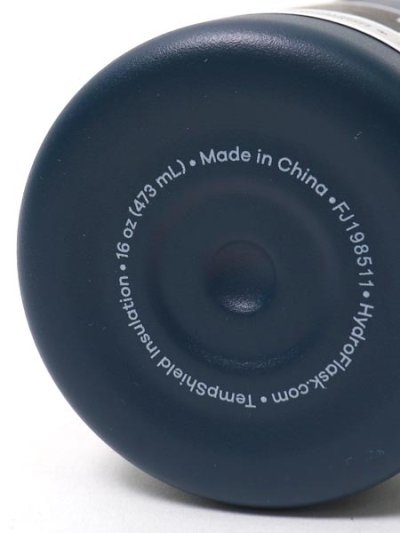 16 oz (473 mL) • Made in China • FJ198511 • HydroFlask.com • TempShield Insulation •